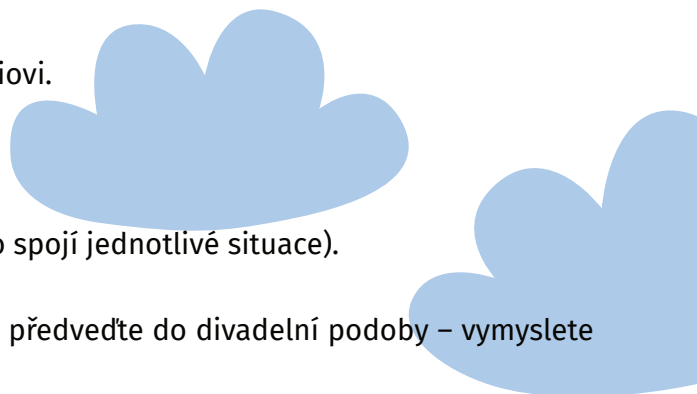 iovi.
spojí jednotlivé situace).
předveďte do divadelní podoby – vymyslete